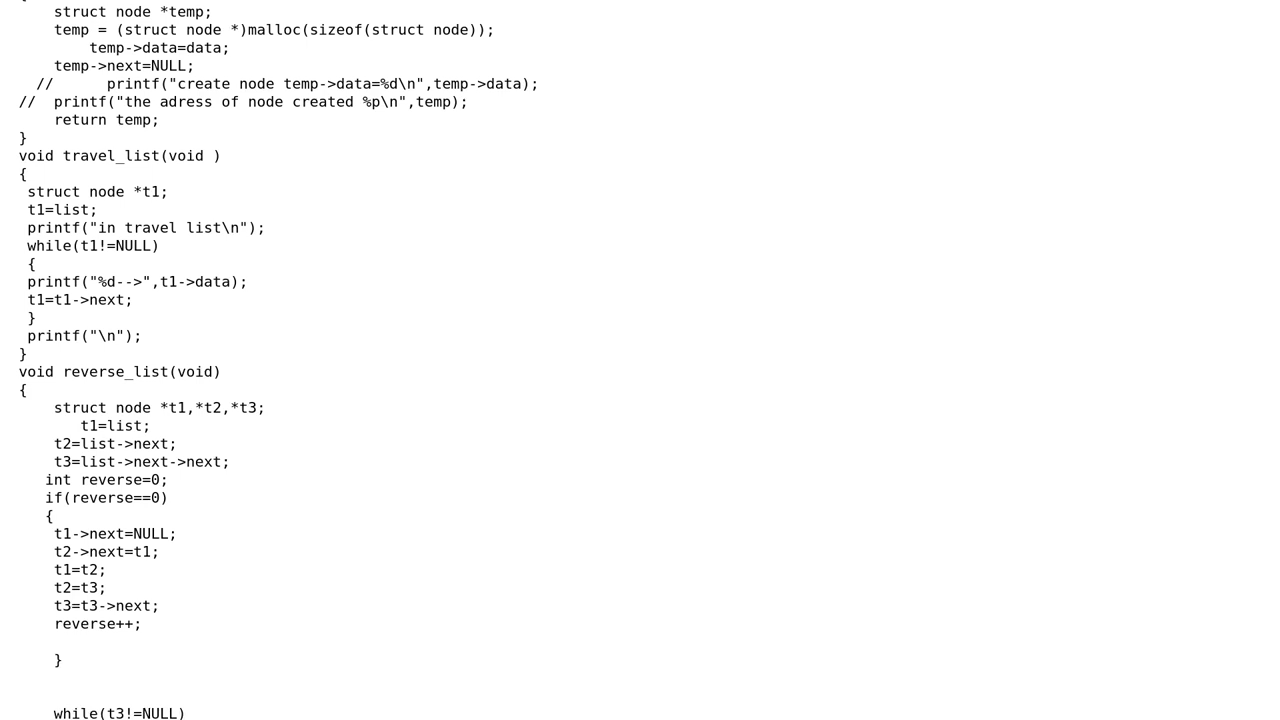 {
    struct node *temp;
    temp = (struct node *)malloc(sizeof(struct node));
        temp->data=data;
    temp->next=NULL;
  //      printf("create node temp->data=%d\n",temp->data);
//  printf("the adress of node created %p\n",temp);
    return temp;
}
void travel_list(void )
{
 struct node *t1;
 t1=list;
 printf("in travel list\n");
 while(t1!=NULL)
 {
 printf("%d-->",t1->data);
 t1=t1->next;
 }
 printf("\n");
}
void reverse_list(void)
{
    struct node *t1,*t2,*t3;
       t1=list;
    t2=list->next;
    t3=list->next->next;
   int reverse=0;
   if(reverse==0)
   {
    t1->next=NULL;
    t2->next=t1;
    t1=t2;
    t2=t3;
    t3=t3->next;
    reverse++;

    }


    while(t3!=NULL)